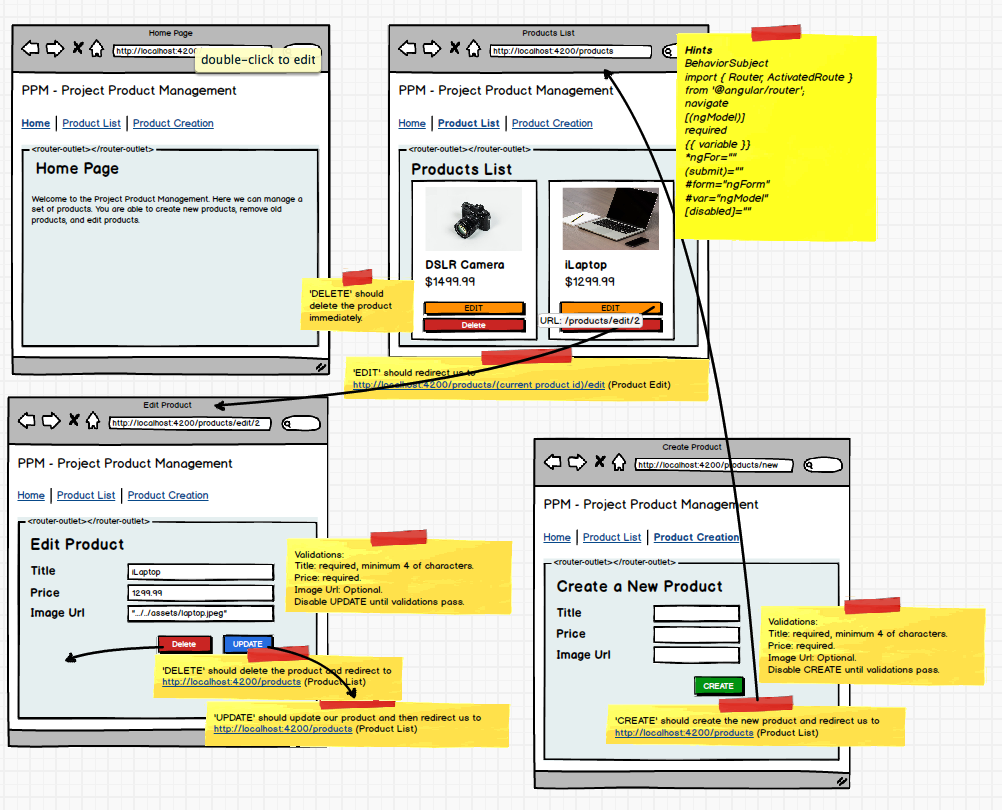 Home Page
http://localhost:4200
double-click to edit
PPM - Project Product Management
Home | Product List | Product Creation
<router-outlet></router-outlet>
Home Page
Welcome to the Project Product Management. Here we can manage a
set of products. You are able to create new products, remove old
products, and edit products.
Products List
http://localhost:4200/products
PPM - Project Product Management
Home | Product List | Product Creation
<router-outlet></router-outlet>
Products List
DSLR Camera
$1499.99
EDIT
Delete
iLaptop
$1299.99
EDIT
URL: /products/edit/2
Hints
BehaviorSubject
import { Router, ActivatedRoute }
from '@angular/router';
navigate
[(ngModel)]
required
{{ variable }}
*ngFor=""
(submit)=""
#form="ngForm"
#var="ngModel"
[disabled]=""
'DELETE' should
delete the product
immediately.
'EDIT' should redirect us to
http://localhost:4200/products/(current product id)/edit (Product Edit)
Edit Product
http://localhost:4200/products/edit/2
PPM - Project Product Management
Home | Product List | Product Creation
<router-outlet></router-outlet>
Edit Product
Title
iLaptop
Price
1299.99
Image Url
"../../assets/laptop.jpeg"
Delete
UPDATE
Validations:
Title: required, minimum 4 of characters.
Price: required.
Image Url: Optional.
Disable UPDATE until validations pass.
'DELETE' should delete the product and redirect to
http://localhost:4200/products (Product List)
'UPDATE' should update our product and then redirect us to
http://localhost:4200/products (Product List)
Create Product
http://localhost:4200/products/new
PPM - Project Product Management
Home | Product List | Product Creation
<router-outlet></router-outlet>
Create a New Product
Title
Price
Image Url
CREATE
Validations:
Title: required, minimum 4 of characters.
Price: required.
Image Url: Optional.
Disable CREATE until validations pass.
'CREATE' should create the new product and redirect us to
http://localhost:4200/products (Product List)